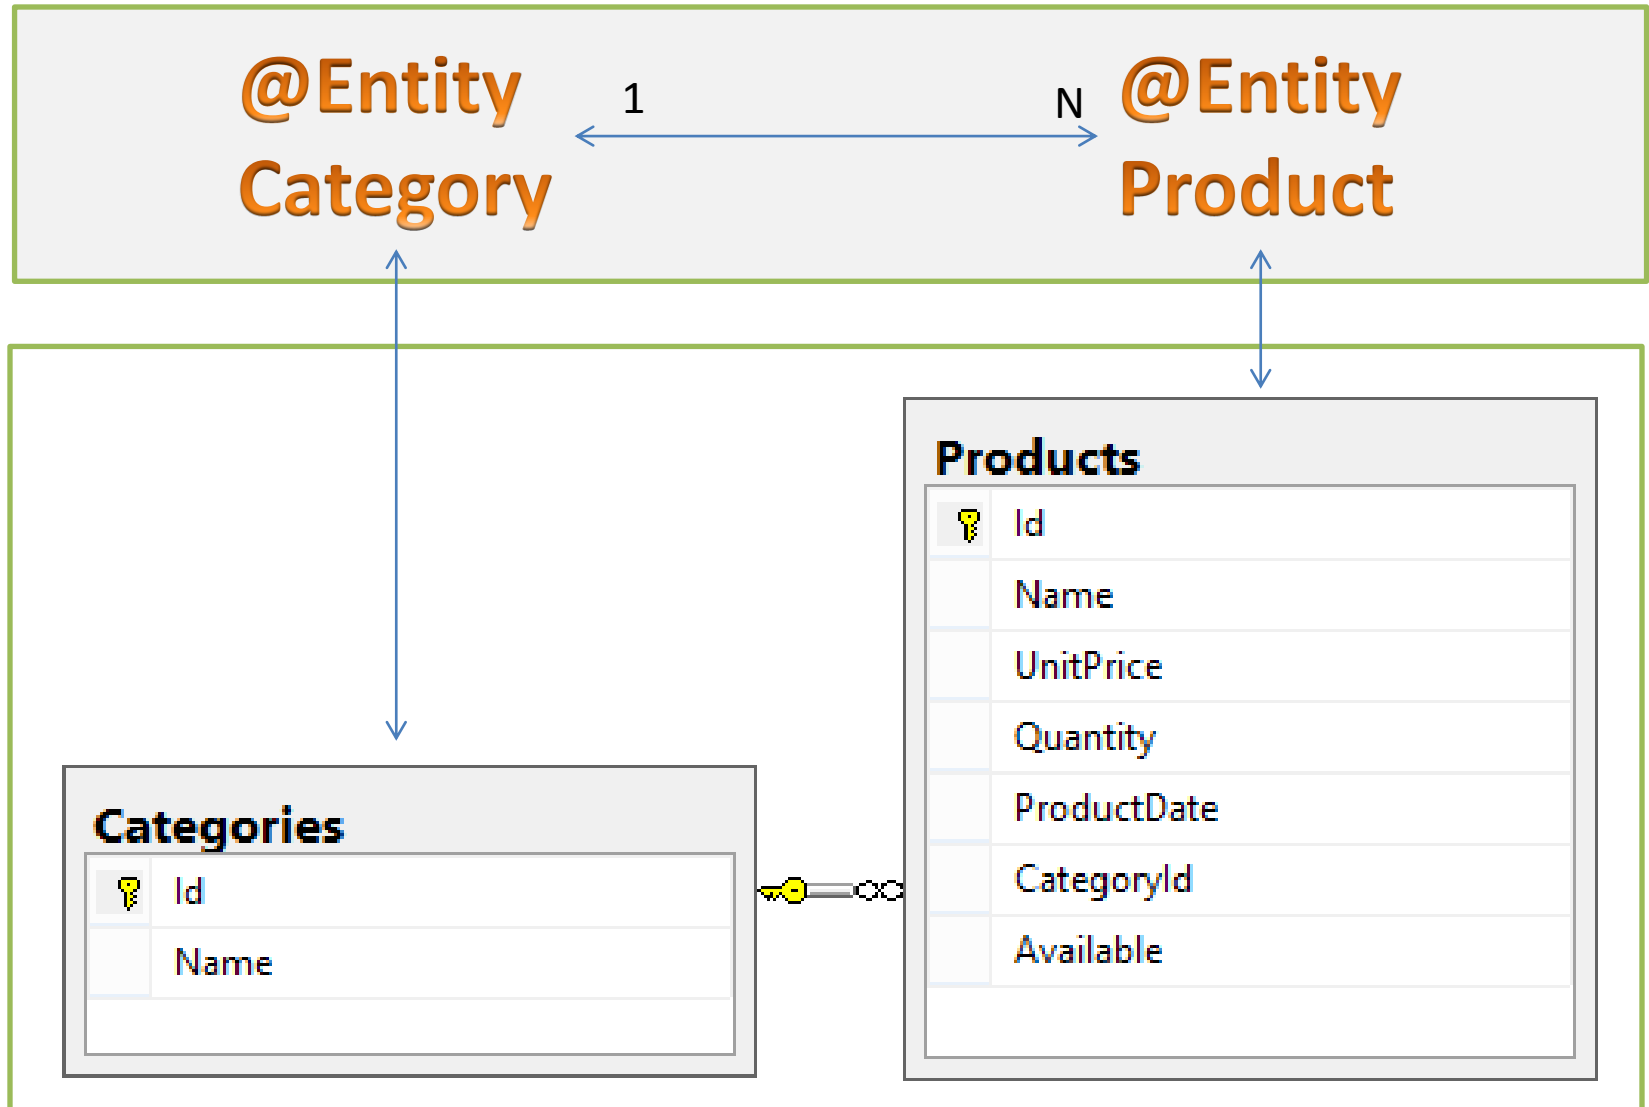 @Entity
Category
1
N
@Entity
Product
Products
Id
Name
UnitPrice
Quantity
ProductDate
CategoryId
Available
Categories
Id
Name